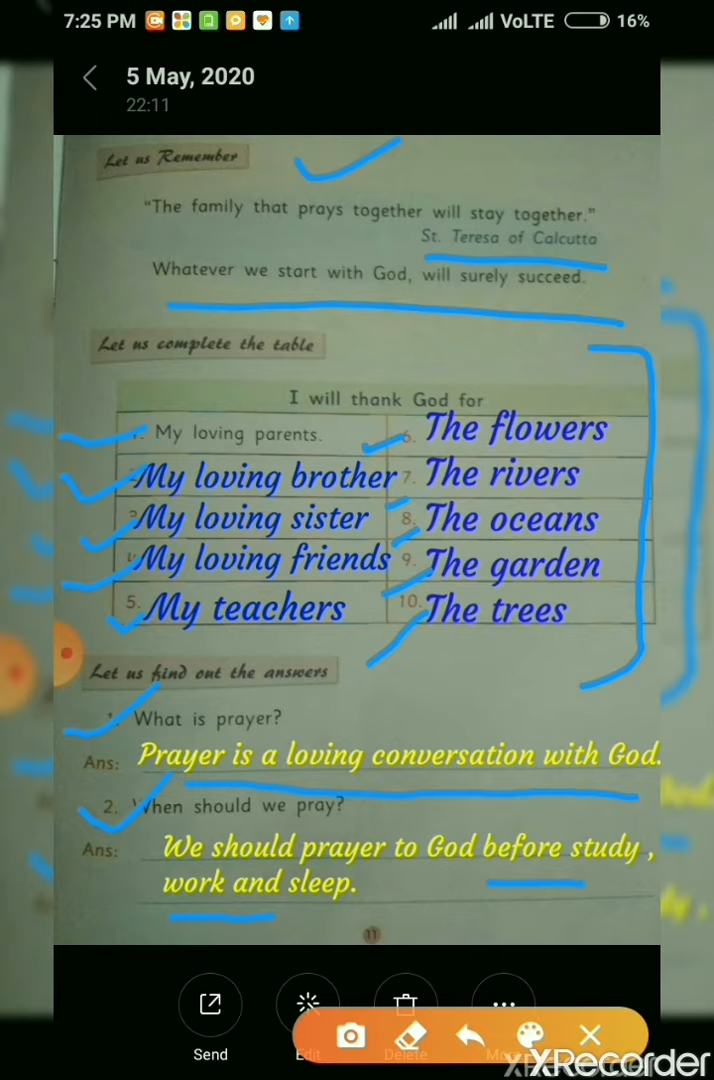 7:25 PM VoLTE 16%
5 May, 2020
22:11
Let us Remember
"The family that prays together will stay together."
St. Teresa of Calcutta
Whatever we start with God, will surely succeed.
Let us complete the table
I will thank God for
1. My loving parents. 6. The flowers
My loving brother 7. The rivers
My loving sister 8. The oceans
My loving friends 9. The garden
5. My teachers 10. The trees
Let us find out the answers
1. What is prayer?
Ans: Prayer is a loving conversation with God.
2. When should we pray?
Ans: We should prayer to God before study ,
work and sleep.
11
Send Edit Delete More
XRecorder